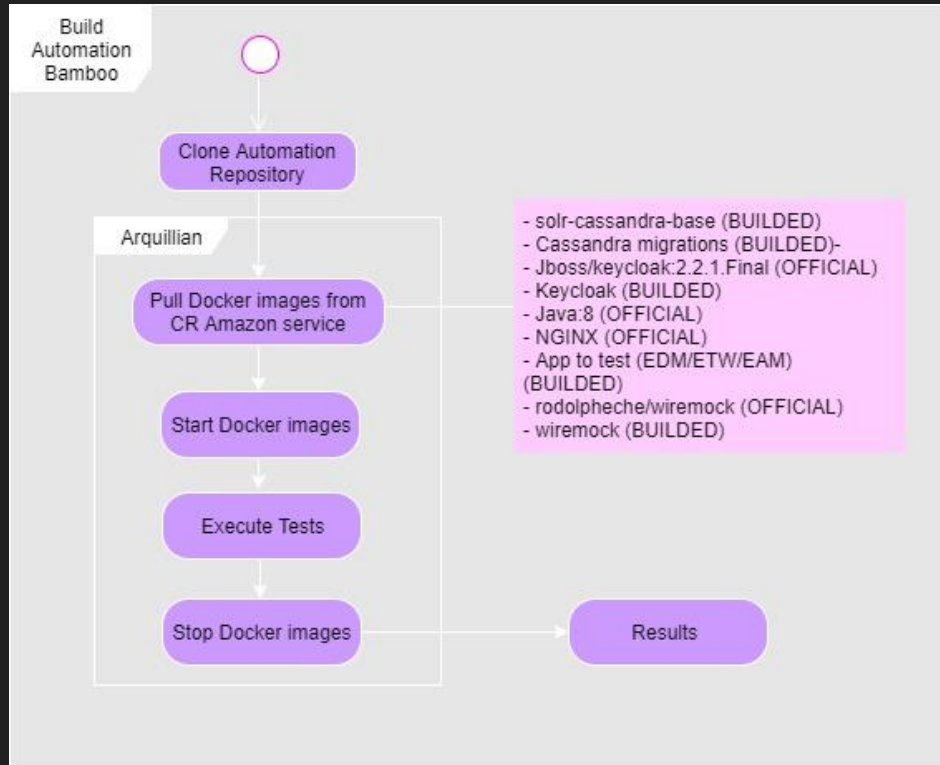 Build
Automation
Bamboo
Clone Automation
Repository
Arquillian
Pull Docker images from
CR Amazon service
- solr-cassandra-base (BUILDED)
- Cassandra migrations (BUILDED)-
- Jboss/keycloak:2.2.1.Final (OFFICIAL)
- Keycloak (BUILDED)
- Java:8 (OFFICIAL)
- NGINX (OFFICIAL)
- App to test (EDM/ETW/EAM)
(BUILDED)
- rodolpheche/wiremock (OFFICIAL)
- wiremock (BUILDED)
Start Docker images
Execute Tests
Stop Docker images
Results